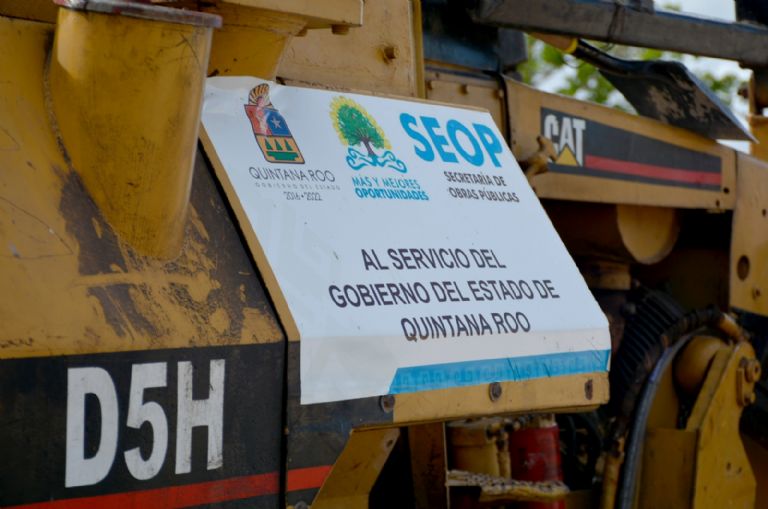 QUINTANA ROO
GOBIERNO DEL ESTADO
2016 • 2022
MÁS Y MEJORES
OPORTUNIDADES
SEOP
SECRETARÍA DE
OBRAS PÚBLICAS
CAT
AL SERVICIO DEL
GOBIERNO DEL ESTADO DE
QUINTANA ROO
D5H